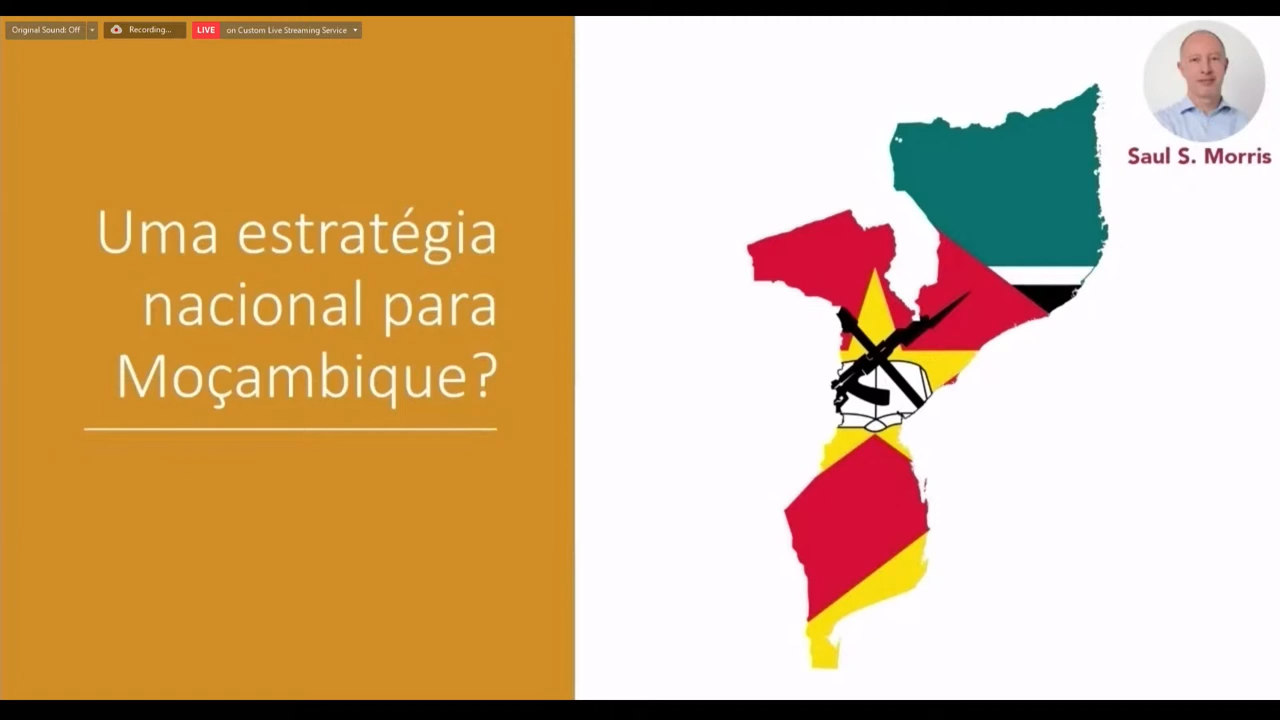 Original Sound: Off
Recording...
LIVE on Custom Live Streaming Service
Saul S. Morris
Uma estratégia
nacional para
Moçambique?